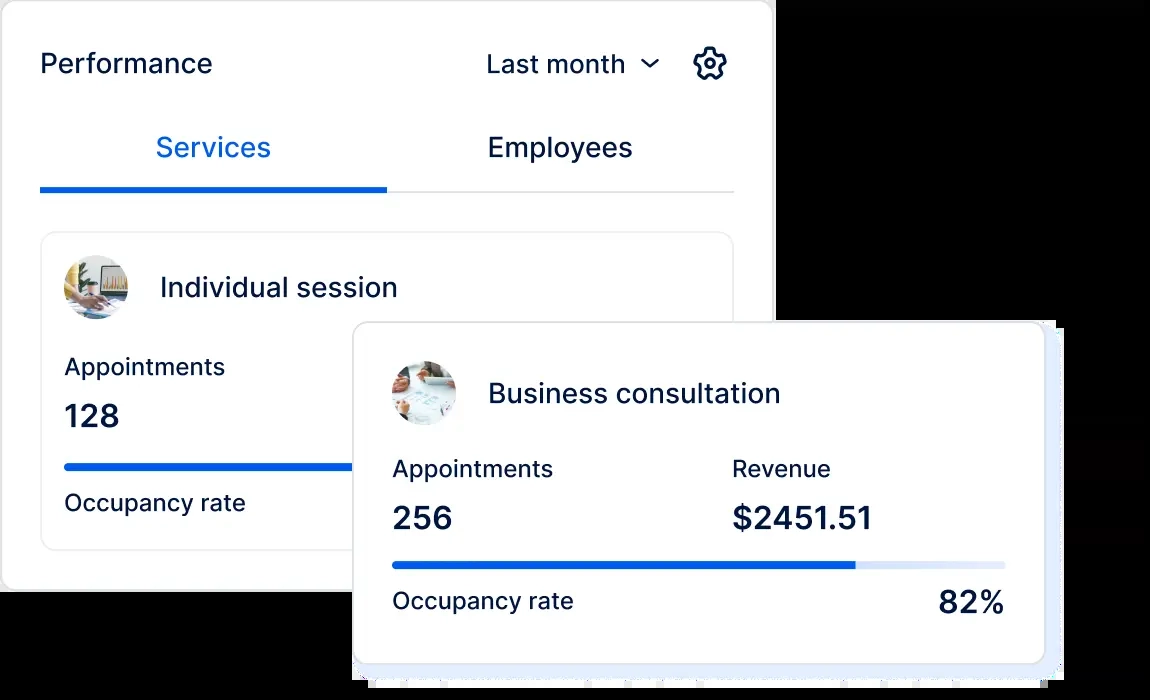 Performance
Last month
Services
Employees
Individual session
Appointments
128
Occupancy rate
Business consultation
Appointments
Revenue
256
$2451.51
Occupancy rate
82%